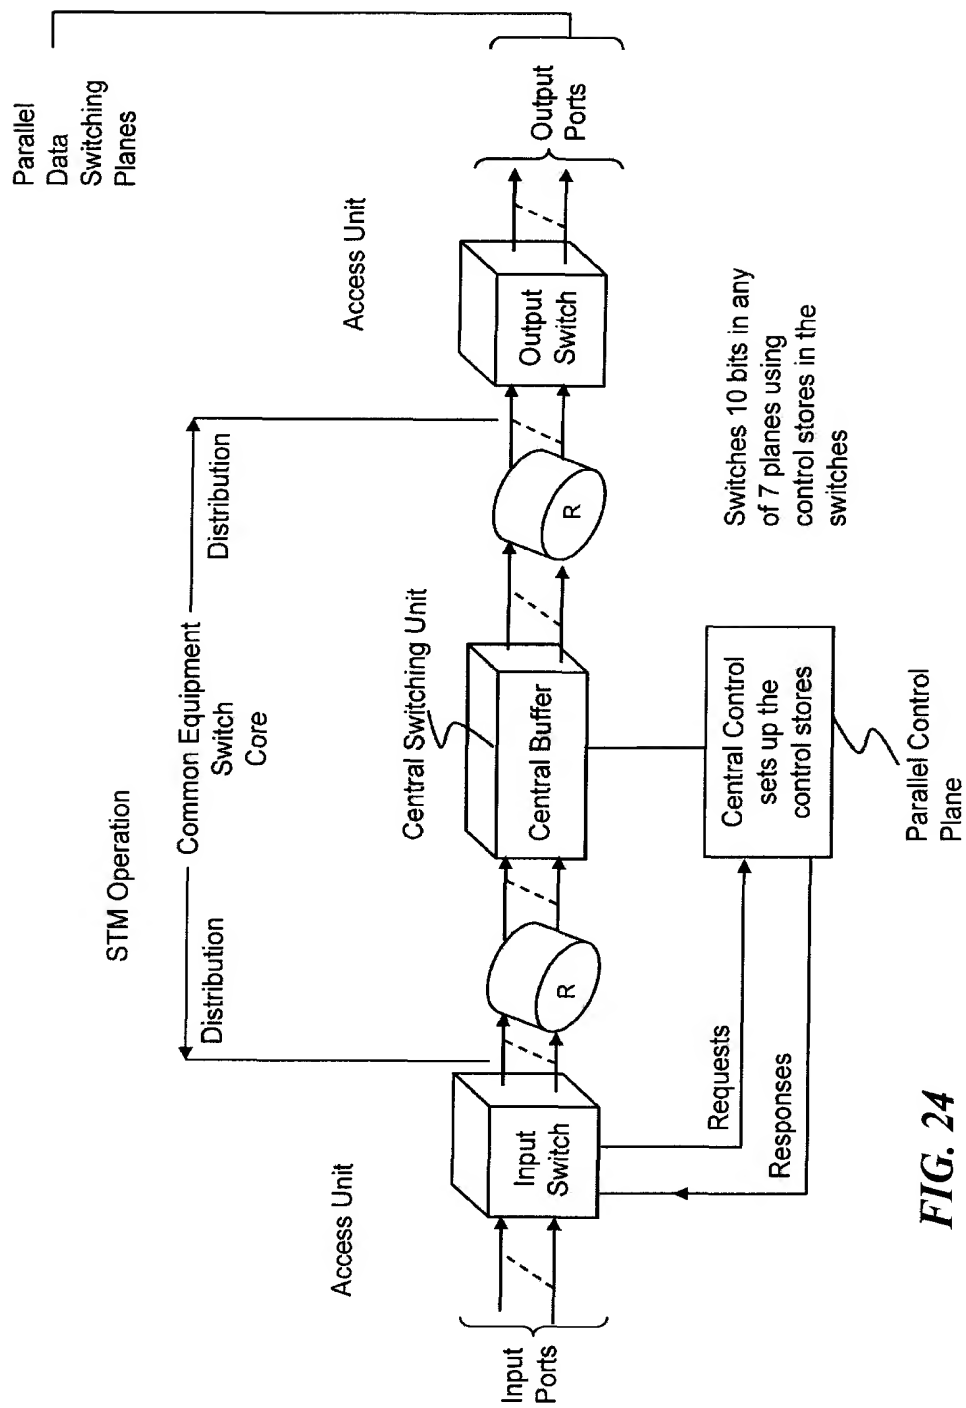 Parallel
Data
Switching
Planes
STM Operation
Common Equipment
Switch
Core
Distribution
Distribution
Access Unit
Central Switching Unit
Access Unit
Input
Ports
Input
Switch
R
Central Buffer
R
Output
Switch
Output
Ports
Requests
Responses
Central Control
sets up the
control stores
Switches 10 bits in any
of 7 planes using
control stores in the
switches
Parallel Control
Plane
FIG. 24